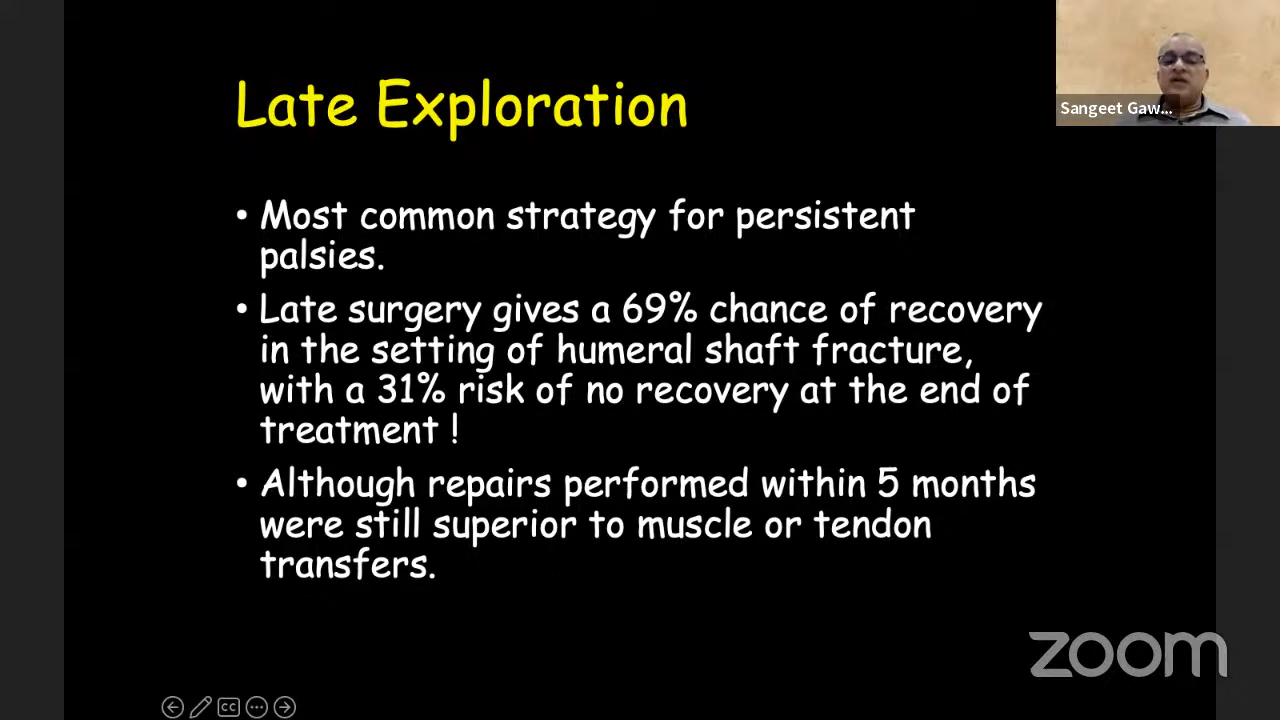 Late Exploration
Sangeet Gaw...
• Most common strategy for persistent
palsies.
• Late surgery gives a 69% chance of recovery
in the setting of humeral shaft fracture,
with a 31% risk of no recovery at the end of
treatment !
• Although repairs performed within 5 months
were still superior to muscle or tendon
transfers.
zoom
CC